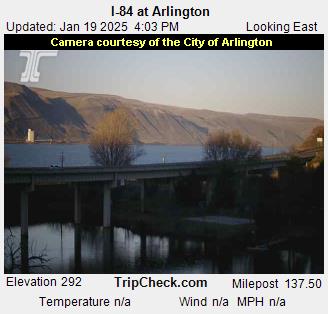 I-84 at Arlington
Updated: Jan 19 2025 4:03 PM Looking East
Camera courtesy of the City of Arlington
Elevation 292 TripCheck.com Milepost 137.50
Temperature n/a Wind n/a MPH n/a